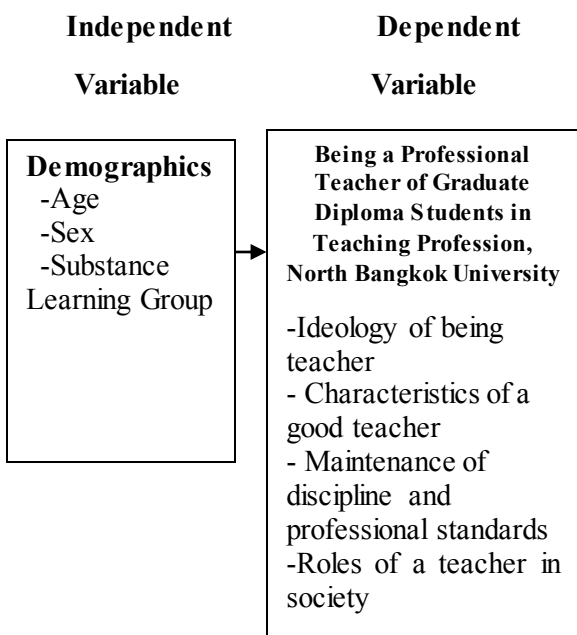 Independent
Variable
Dependent
Variable
Demographics
-Age
-Sex
-Substance
Learning Group
Being a Professional
Teacher of Graduate
Diploma Students in
Teaching Profession,
North Bangkok University
-Ideology of being
teacher
- Characteristics of a
good teacher
- Maintenance of
discipline and
professional standards
-Roles of a teacher in
society